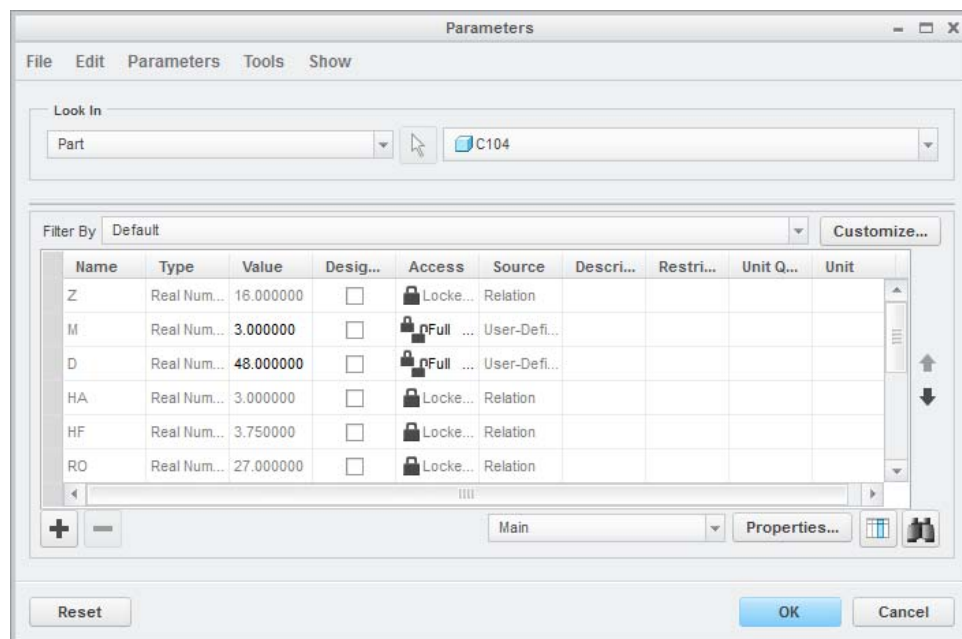 Parameters
File Edit Parameters Tools Show
Look In
Part C104
Filter By Default Customize...
Name Type Value Desig... Access Source Descri... Restri... Unit Q... Unit
Z Real Num... 16.000000 Locke... Relation
M Real Num... 3.000000 Full ... User-Defi...
D Real Num... 48.000000 Full ... User-Defi...
HA Real Num... 3.000000 Locke... Relation
HF Real Num... 3.750000 Locke... Relation
RO Real Num... 27.000000 Locke... Relation
Main Properties...
Reset OK Cancel